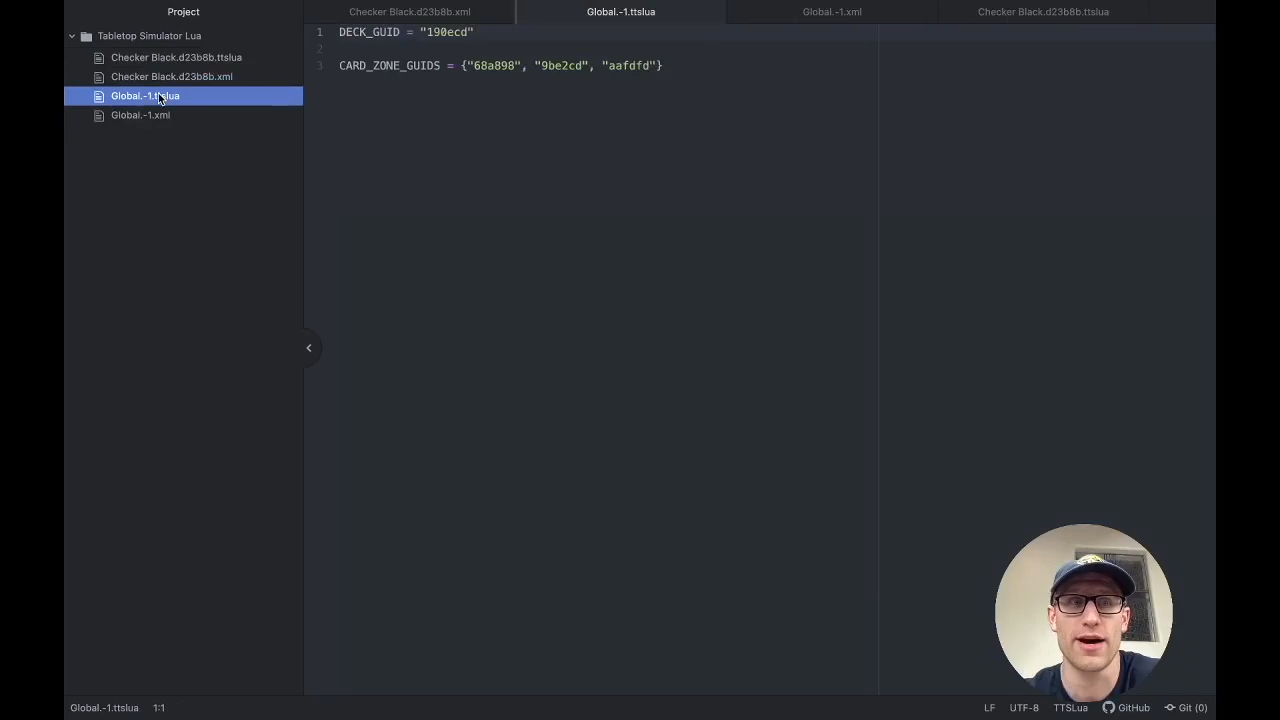 Project
Checker Black.d23b8b.xml
Global.-1.ttslua
Global.-1.xml
Checker Black.d23b8b.ttslua
Tabletop Simulator Lua
Checker Black.d23b8b.ttslua
Checker Black.d23b8b.xml
Global.-1.ttslua
Global.-1.xml
1 DECK_GUID = "190ecd"
2
3 CARD_ZONE_GUIDS = {"68a898", "9be2cd", "aafdfd"}
Global.-1.ttslua 1:1 LF UTF-8 TTSLua GitHub Git (0)